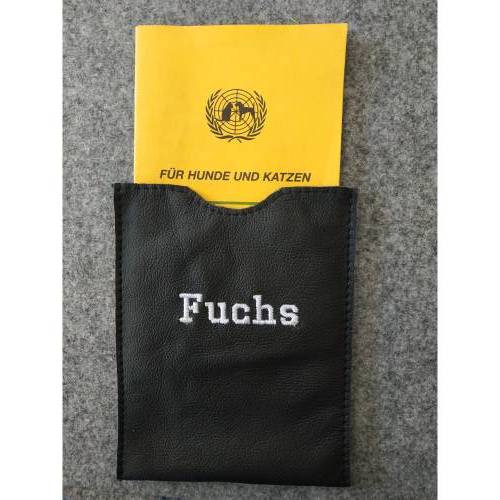 FÜR HUNDE UND KATZEN
Fuchs